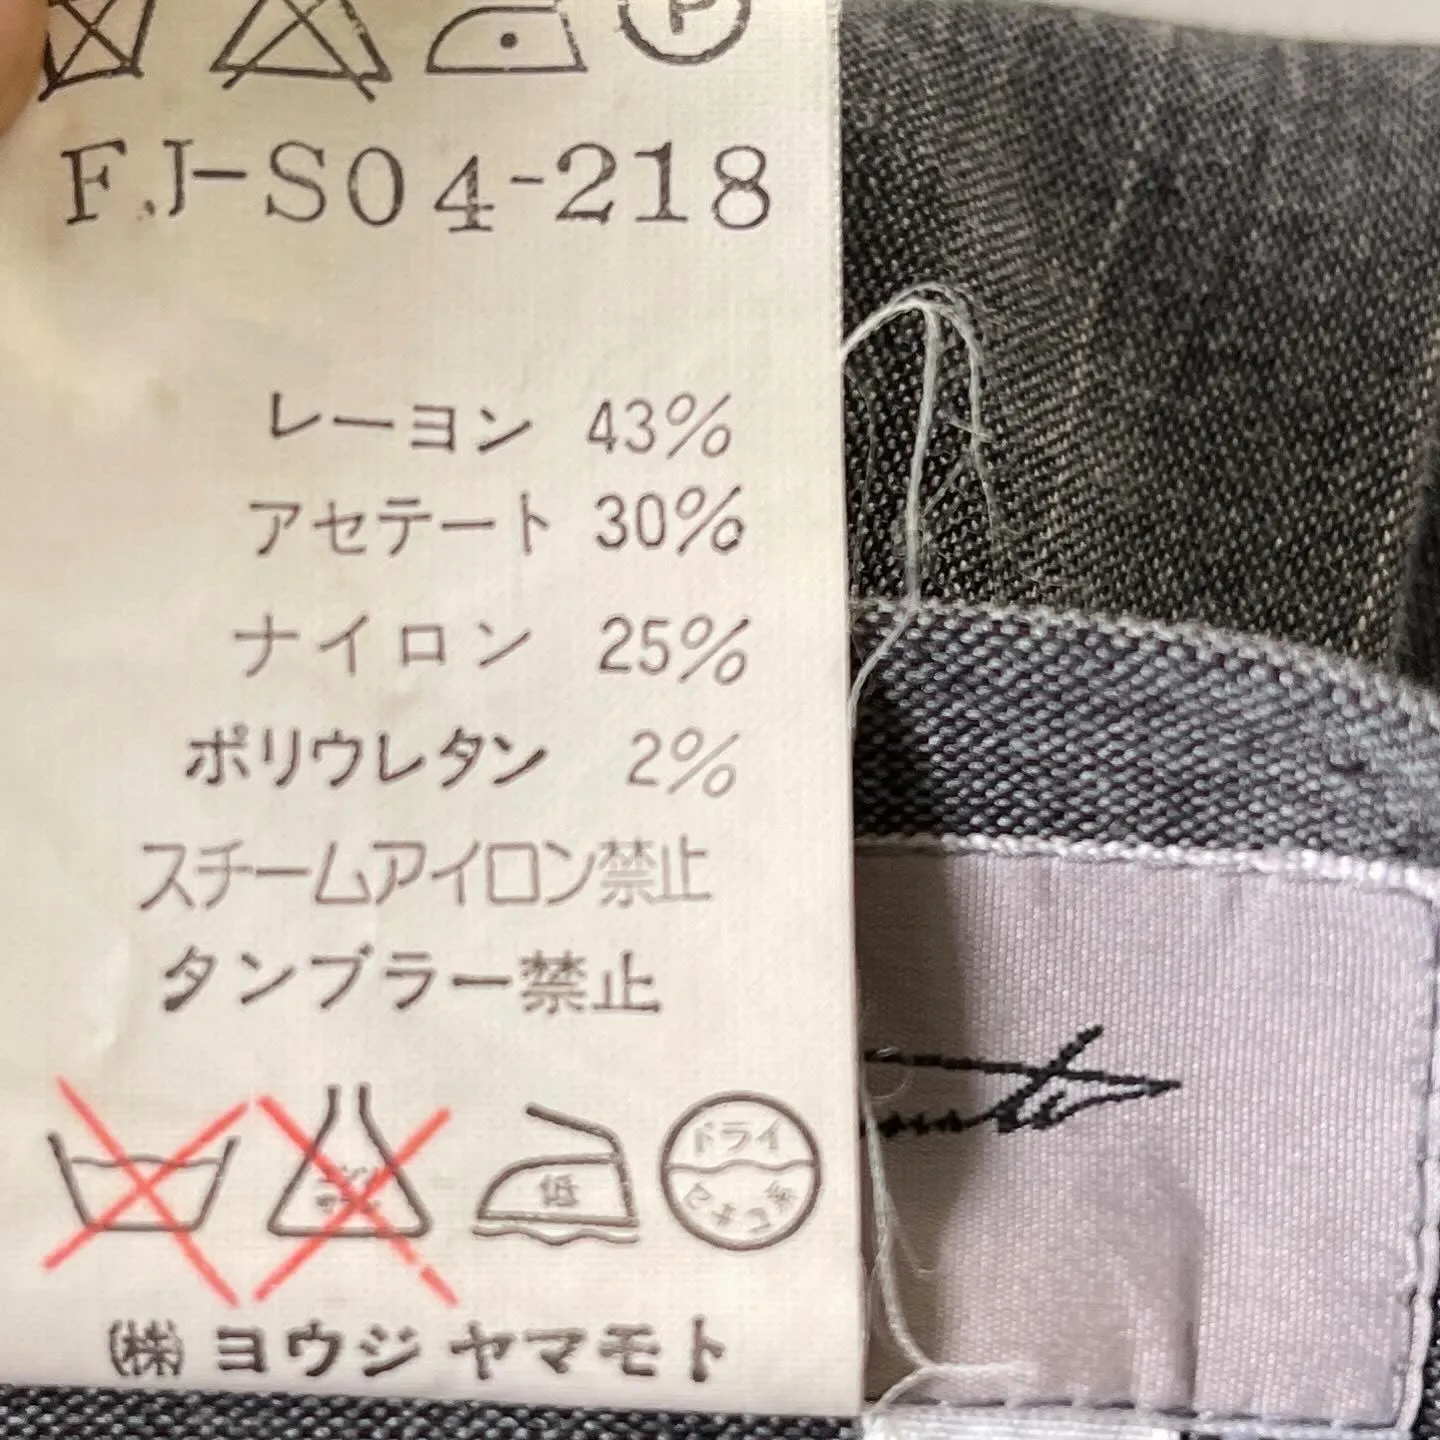 P
FJ-S04-218
レーヨン 43%
アセテート 30%
ナイロン 25%
ポリウレタン 2%
スチームアイロン禁止
タンブラー禁止
低
ドライ
㈱ ヨウジ ヤマモト